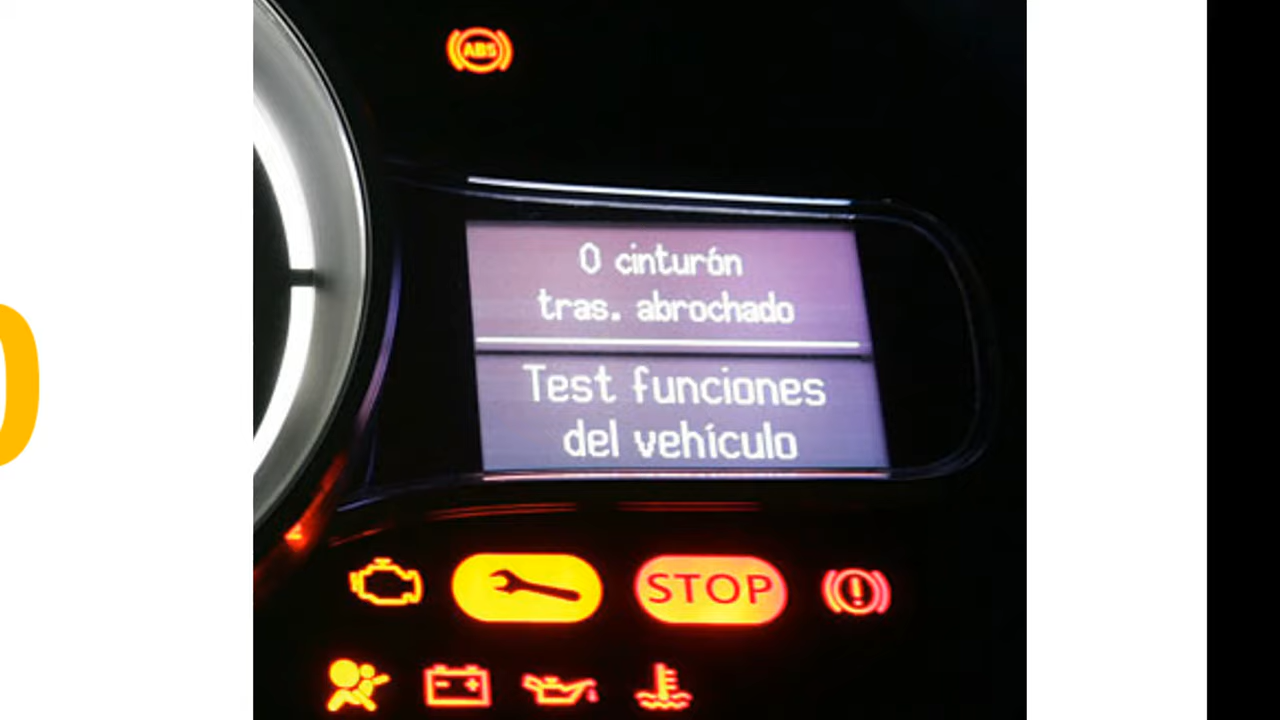 ABS
0 cinturón
tras. abrochado
Test funciones
del vehículo
STOP